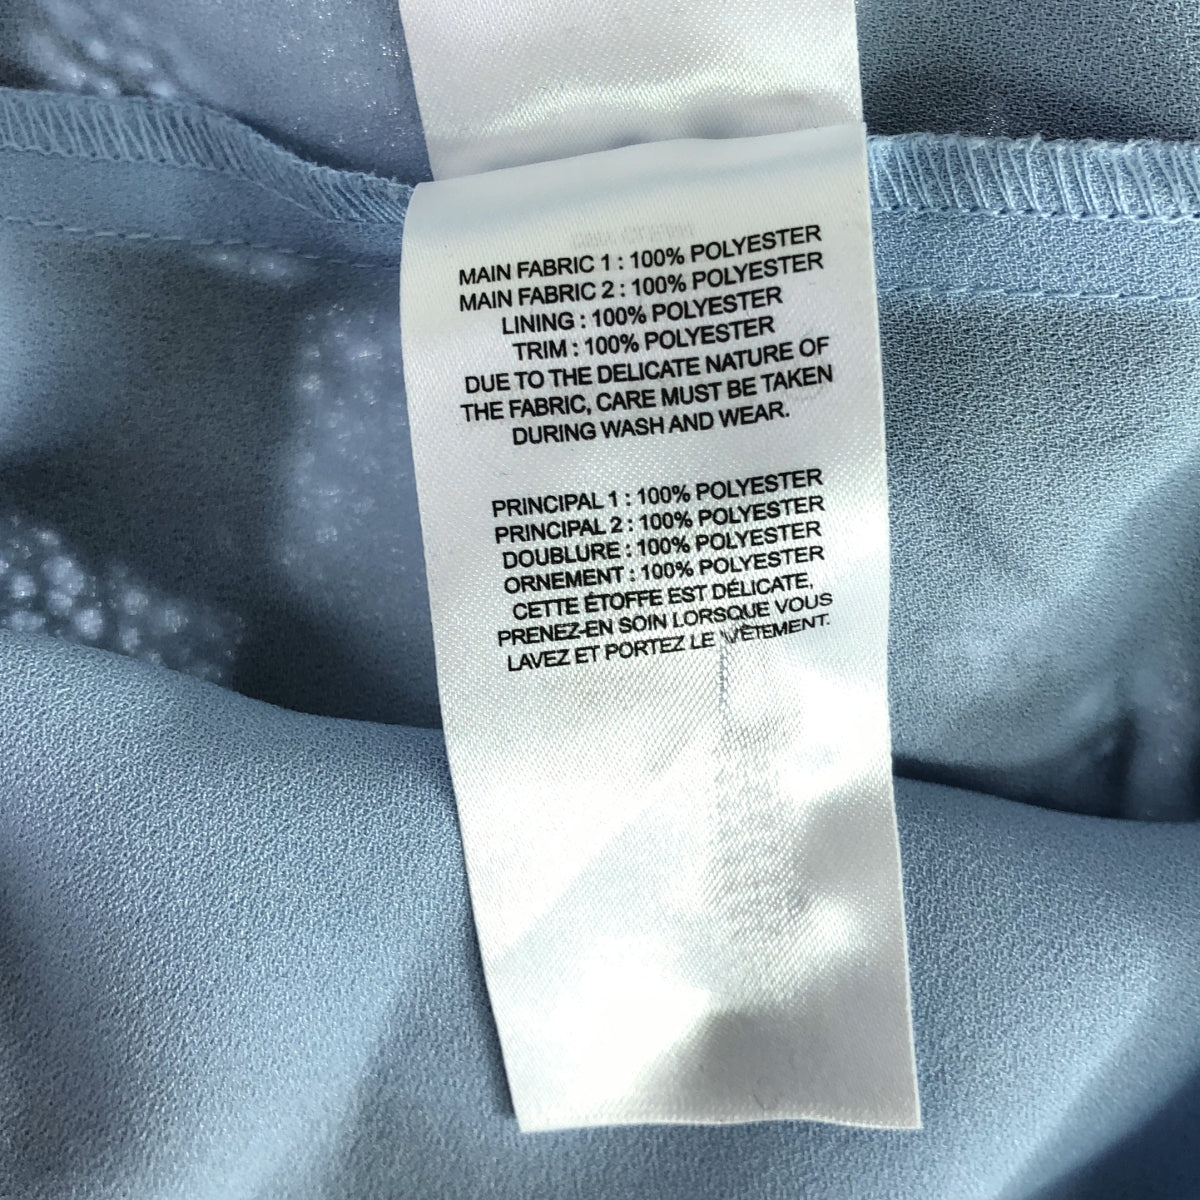 MAIN FABRIC 1 : 100% POLYESTER
MAIN FABRIC 2 : 100% POLYESTER
LINING : 100% POLYESTER
TRIM : 100% POLYESTER
DUE TO THE DELICATE NATURE OF
THE FABRIC, CARE MUST BE TAKEN
DURING WASH AND WEAR.
PRINCIPAL 1 : 100% POLYESTER
PRINCIPAL 2 : 100% POLYESTER
DOUBLURE : 100% POLYESTER
ORNEMENT : 100% POLYESTER
CETTE ÉTOFFE EST DÉLICATE,
PRENEZ-EN SOIN LORSQUE VOUS
LAVEZ ET PORTEZ LE VÊTEMENT.